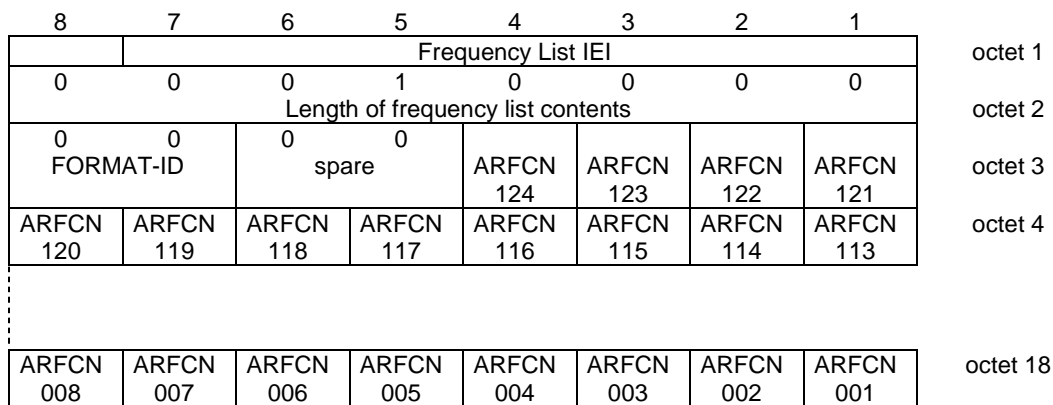 8 7 6 5 4 3 2 1
Frequency List IEI octet 1
0 0 0 1 0 0 0 0
Length of frequency list contents octet 2
0 0 0 0
FORMAT-ID spare ARFCN ARFCN ARFCN ARFCN octet 3
124 123 122 121
ARFCN ARFCN ARFCN ARFCN ARFCN ARFCN ARFCN ARFCN octet 4
120 119 118 117 116 115 114 113
ARFCN ARFCN ARFCN ARFCN ARFCN ARFCN ARFCN ARFCN octet 18
008 007 006 005 004 003 002 001